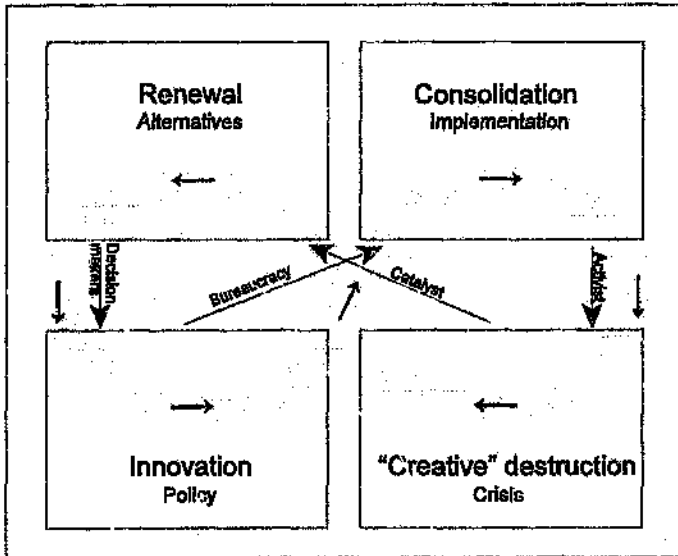 Renewal
Alternatives
Consolidation
Implementation
Decision
makers
Bureaucracy
Catalyst
Activist
Innovation
Policy
"Creative" destruction
Crisis